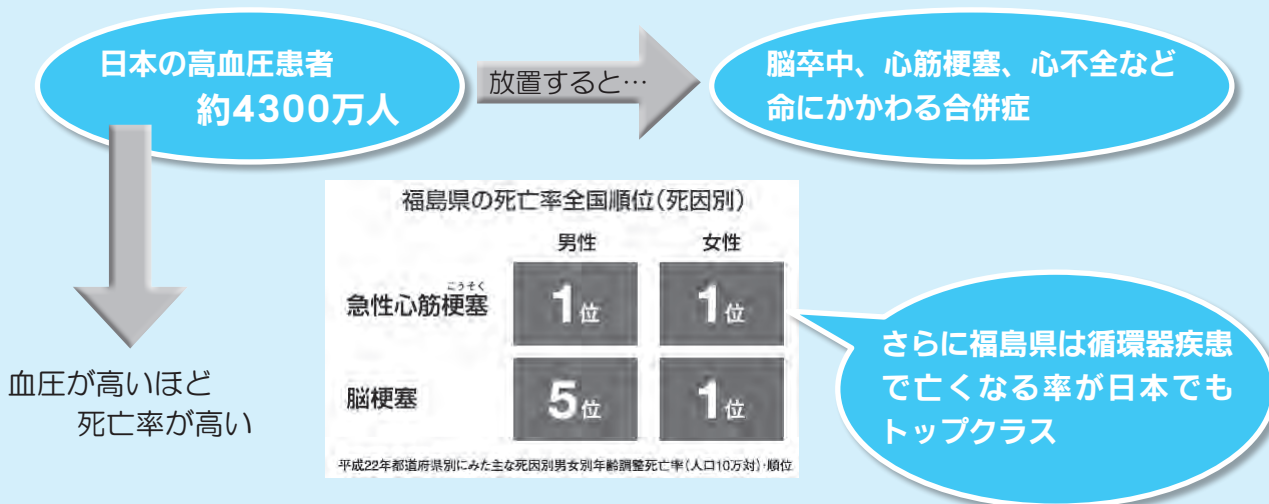 日本の高血圧患者
約4300万人
放置すると…
脳卒中、心筋梗塞、心不全など
命にかかわる合併症
血圧が高いほど
死亡率が高い
福島県の死亡率全国順位(死因別)
男性 女性
こうそく
急性心筋梗塞 1位 1位
脳梗塞 5位 1位
平成22年都道府県別にみた主な死因別男女別年齢調整死亡率(人口10万対)・順位
さらに福島県は循環器疾患
で亡くなる率が日本でも
トップクラス